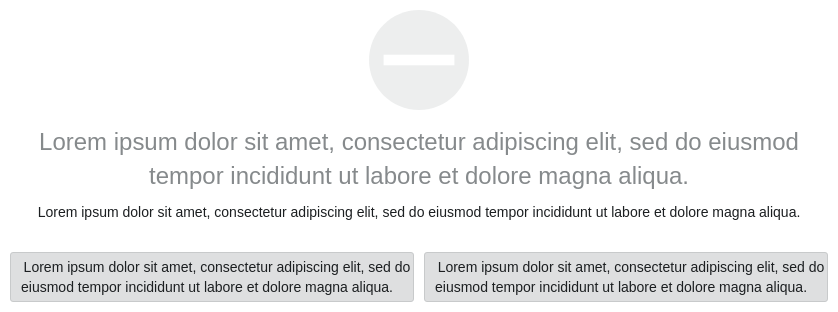 Lorem ipsum dolor sit amet, consectetur adipiscing elit, sed do eiusmod
tempor incididunt ut labore et dolore magna aliqua.
Lorem ipsum dolor sit amet, consectetur adipiscing elit, sed do eiusmod tempor incididunt ut labore et dolore magna aliqua.
Lorem ipsum dolor sit amet, consectetur adipiscing elit, sed do
eiusmod tempor incididunt ut labore et dolore magna aliqua.
Lorem ipsum dolor sit amet, consectetur adipiscing elit, sed do
eiusmod tempor incididunt ut labore et dolore magna aliqua.